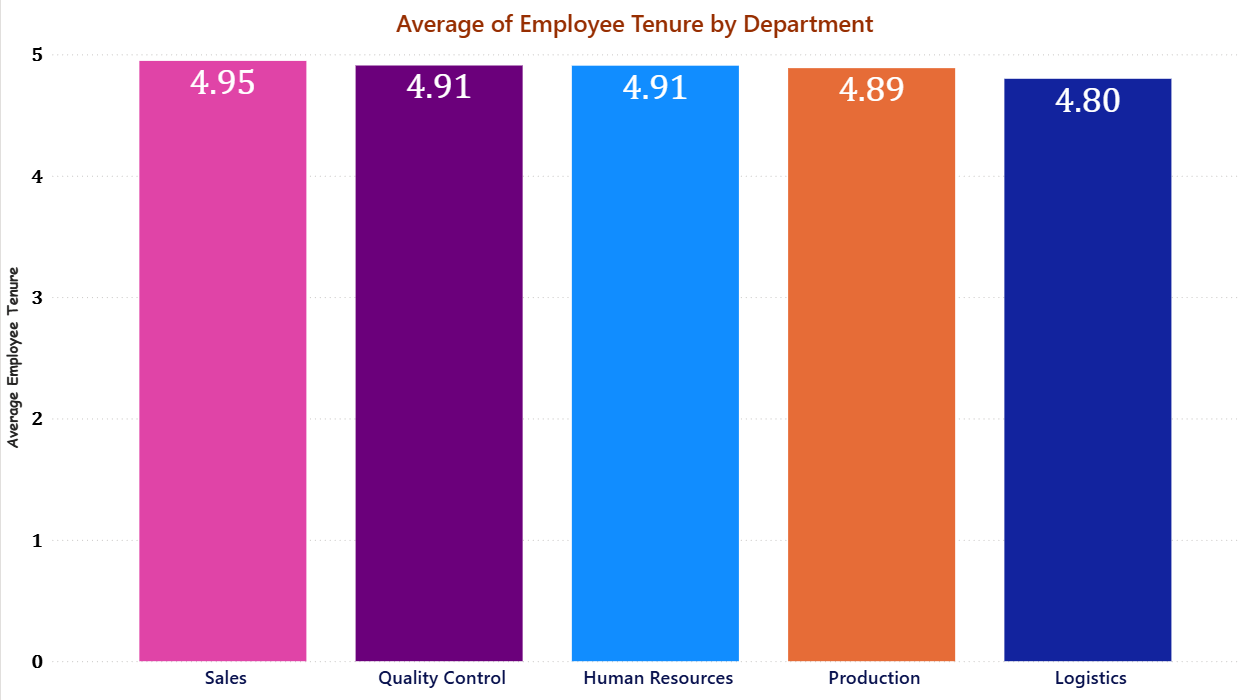 Average of Employee Tenure by Department
Average Employee Tenure
5
4
3
2
1
0
4.95
4.91
4.91
4.89
4.80
Sales
Quality Control
Human Resources
Production
Logistics